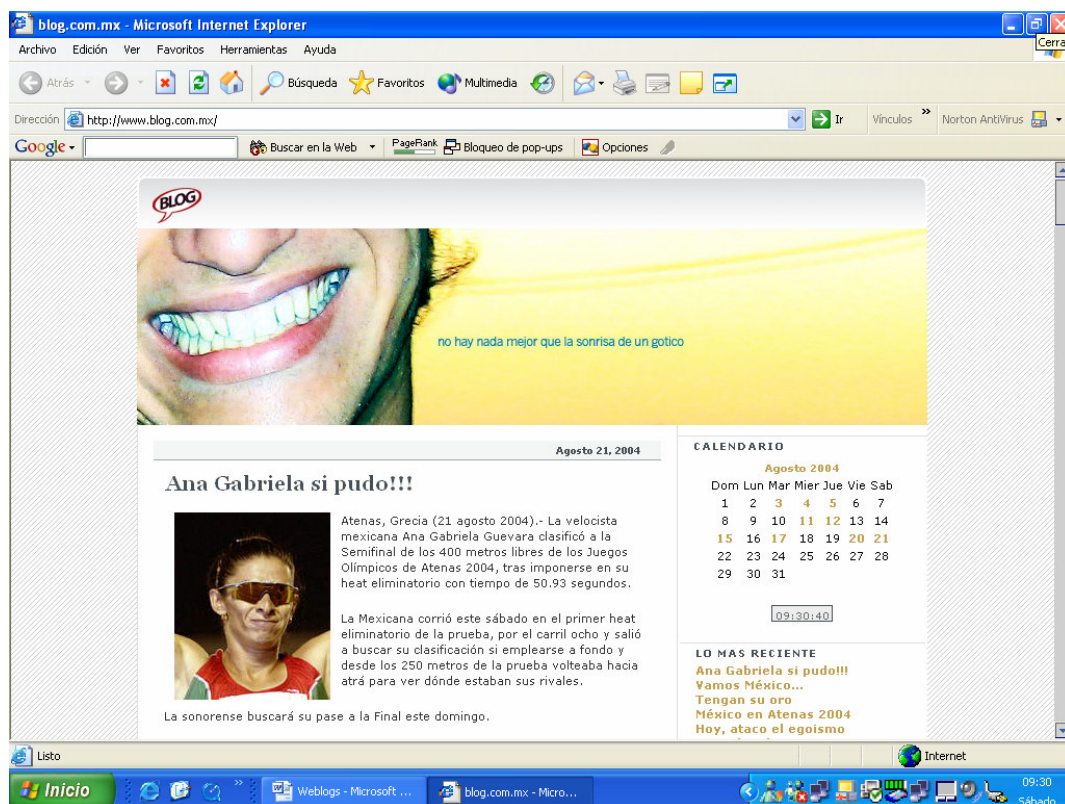 blog.com.mx - Microsoft Internet Explorer
Archivo Edición Ver Favoritos Herramientas Ayuda
Cerra
Atrás Búsqueda Favoritos Multimedia
Dirección http://www.blog.com.mx/ Ir Vínculos » Norton AntiVirus
Google Buscar en la Web PageRank Bloqueo de pop-ups Opciones
BLOG
no hay nada mejor que la sonrisa de un gotico
Agosto 21, 2004
Ana Gabriela si pudo!!!
Atenas, Grecia (21 agosto 2004).- La velocista
mexicana Ana Gabriela Guevara clasificó a la
Semifinal de los 400 metros libres de los Juegos
Olímpicos de Atenas 2004, tras imponerse en su
heat eliminatorio con tiempo de 50.93 segundos.
La Mexicana corrió este sábado en el primer heat
eliminatorio de la prueba, por el carril ocho y salió
a buscar su clasificación si emplearse a fondo y
desde los 250 metros de la prueba volteaba hacia
atrá para ver dónde estaban sus rivales.
La sonorense buscará su pase a la Final este domingo.
CALENDARIO
Agosto 2004
Dom Lun Mar Mier Jue Vie Sab
1 2 3 4 5 6 7
8 9 10 11 12 13 14
15 16 17 18 19 20 21
22 23 24 25 26 27 28
29 30 31
09:30:40
LO MAS RECIENTE
Ana Gabriela si pudo!!!
Vamos México...
Tengan su oro
México en Atenas 2004
Hoy, ataco el egoismo
Listo Internet
Inicio » Weblogs - Microsoft ... blog.com.mx - Micro... 09:30
Sábado